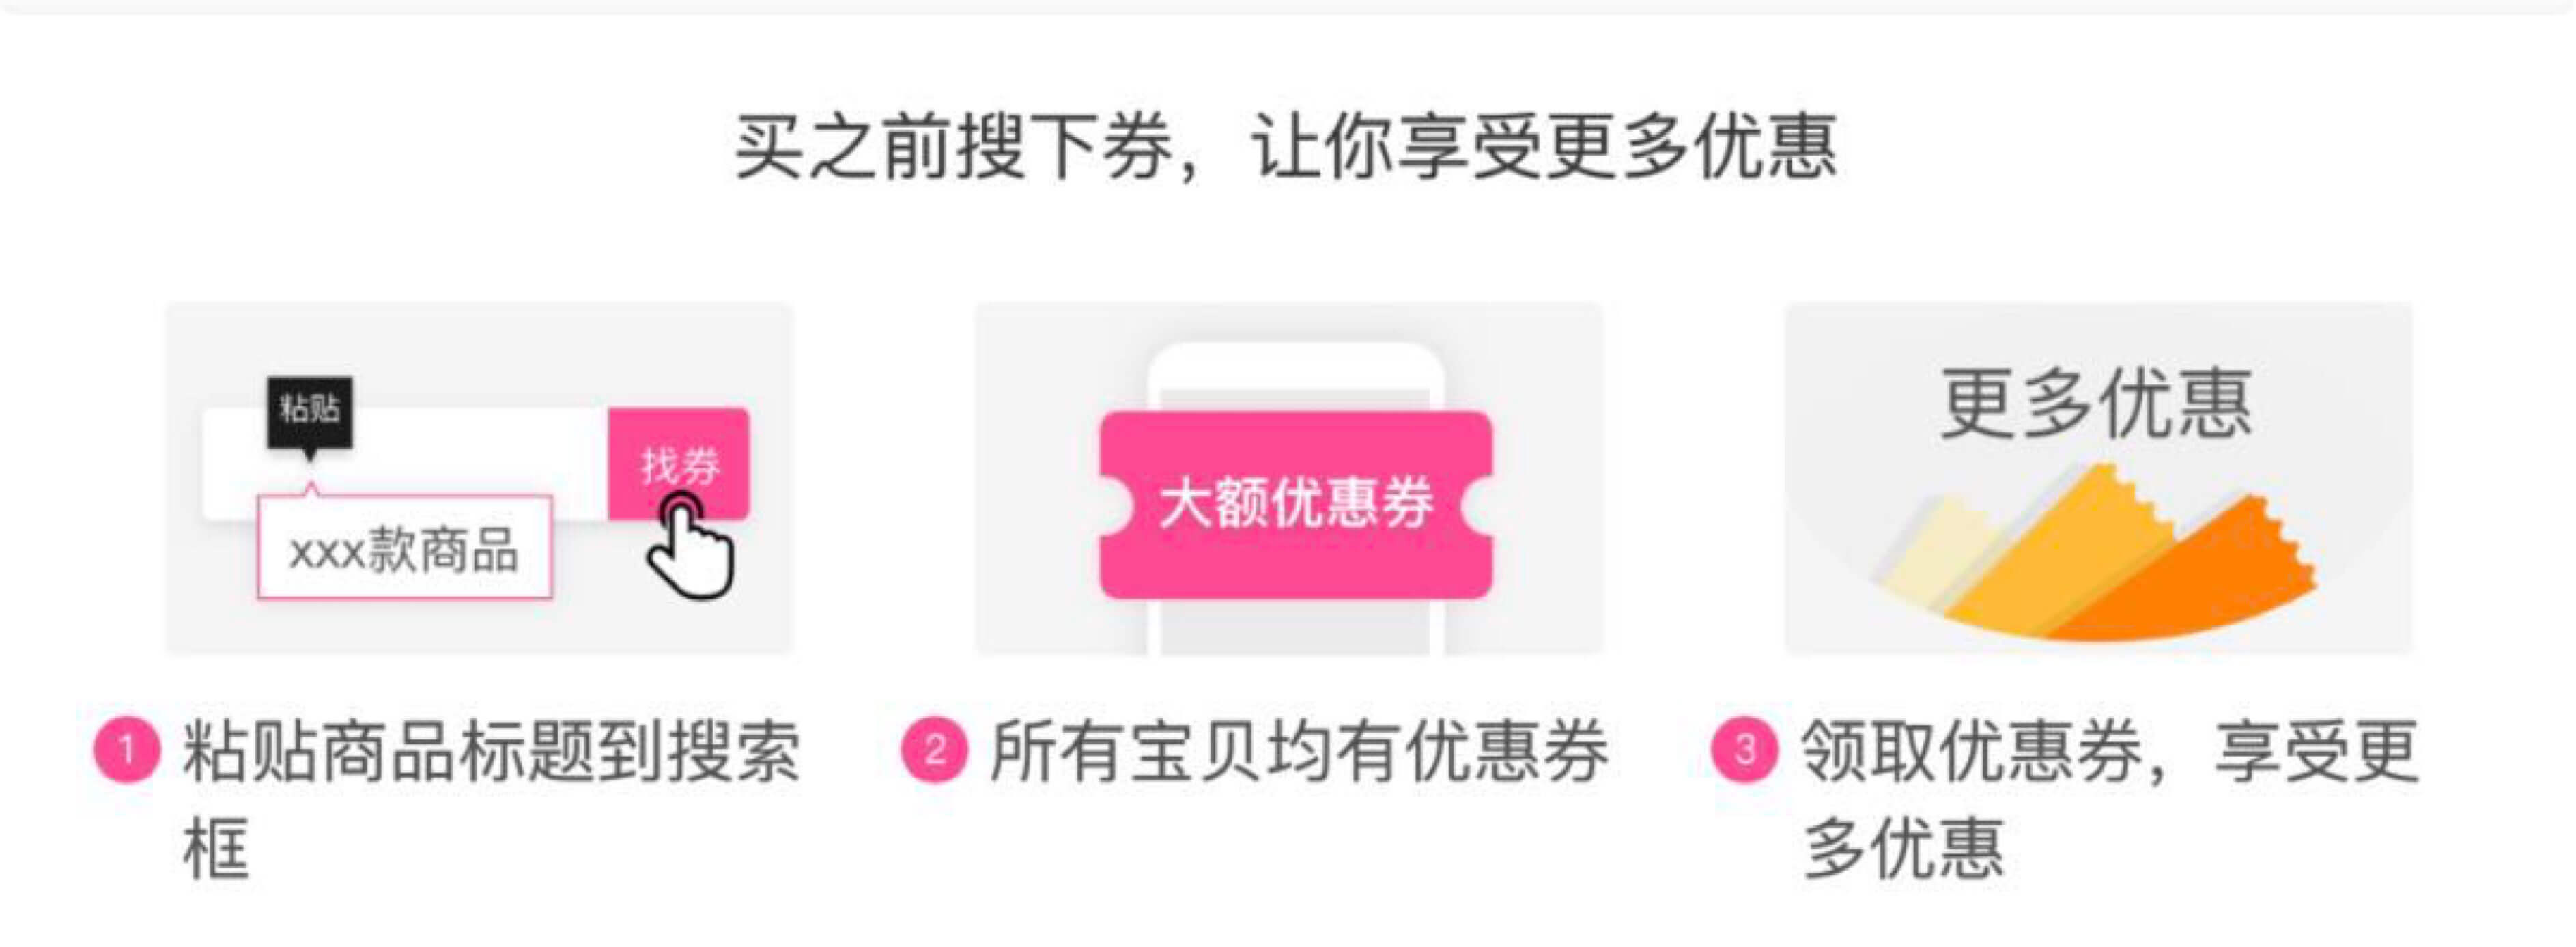 买之前搜下券，让你享受更多优惠
粘贴
找券
xxx款商品
大额优惠券
更多优惠
1 粘贴商品标题到搜索
框
2 所有宝贝均有优惠券
3 领取优惠券，享受更
多优惠